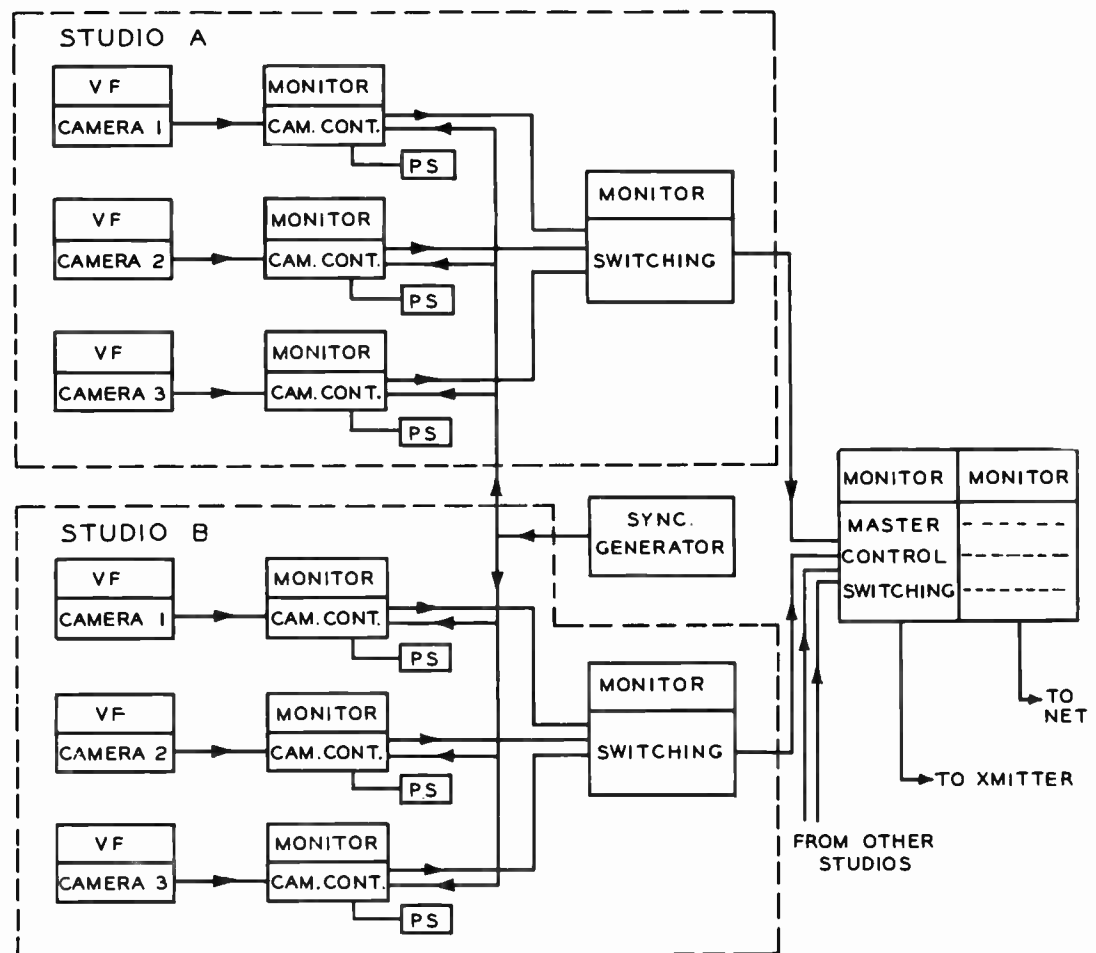 STUDIO A
VF
CAMERA 1
MONITOR
CAM. CONT.
PS
VF
CAMERA 2
MONITOR
CAM. CONT.
PS
VF
CAMERA 3
MONITOR
CAM. CONT.
PS
MONITOR
SWITCHING
STUDIO B
VF
CAMERA 1
MONITOR
CAM. CONT.
PS
VF
CAMERA 2
MONITOR
CAM. CONT.
PS
VF
CAMERA 3
MONITOR
CAM. CONT.
PS
MONITOR
SWITCHING
SYNC.
GENERATOR
MONITOR
MASTER
CONTROL
SWITCHING
MONITOR
TO
NET
TO XMITTER
FROM OTHER
STUDIOS